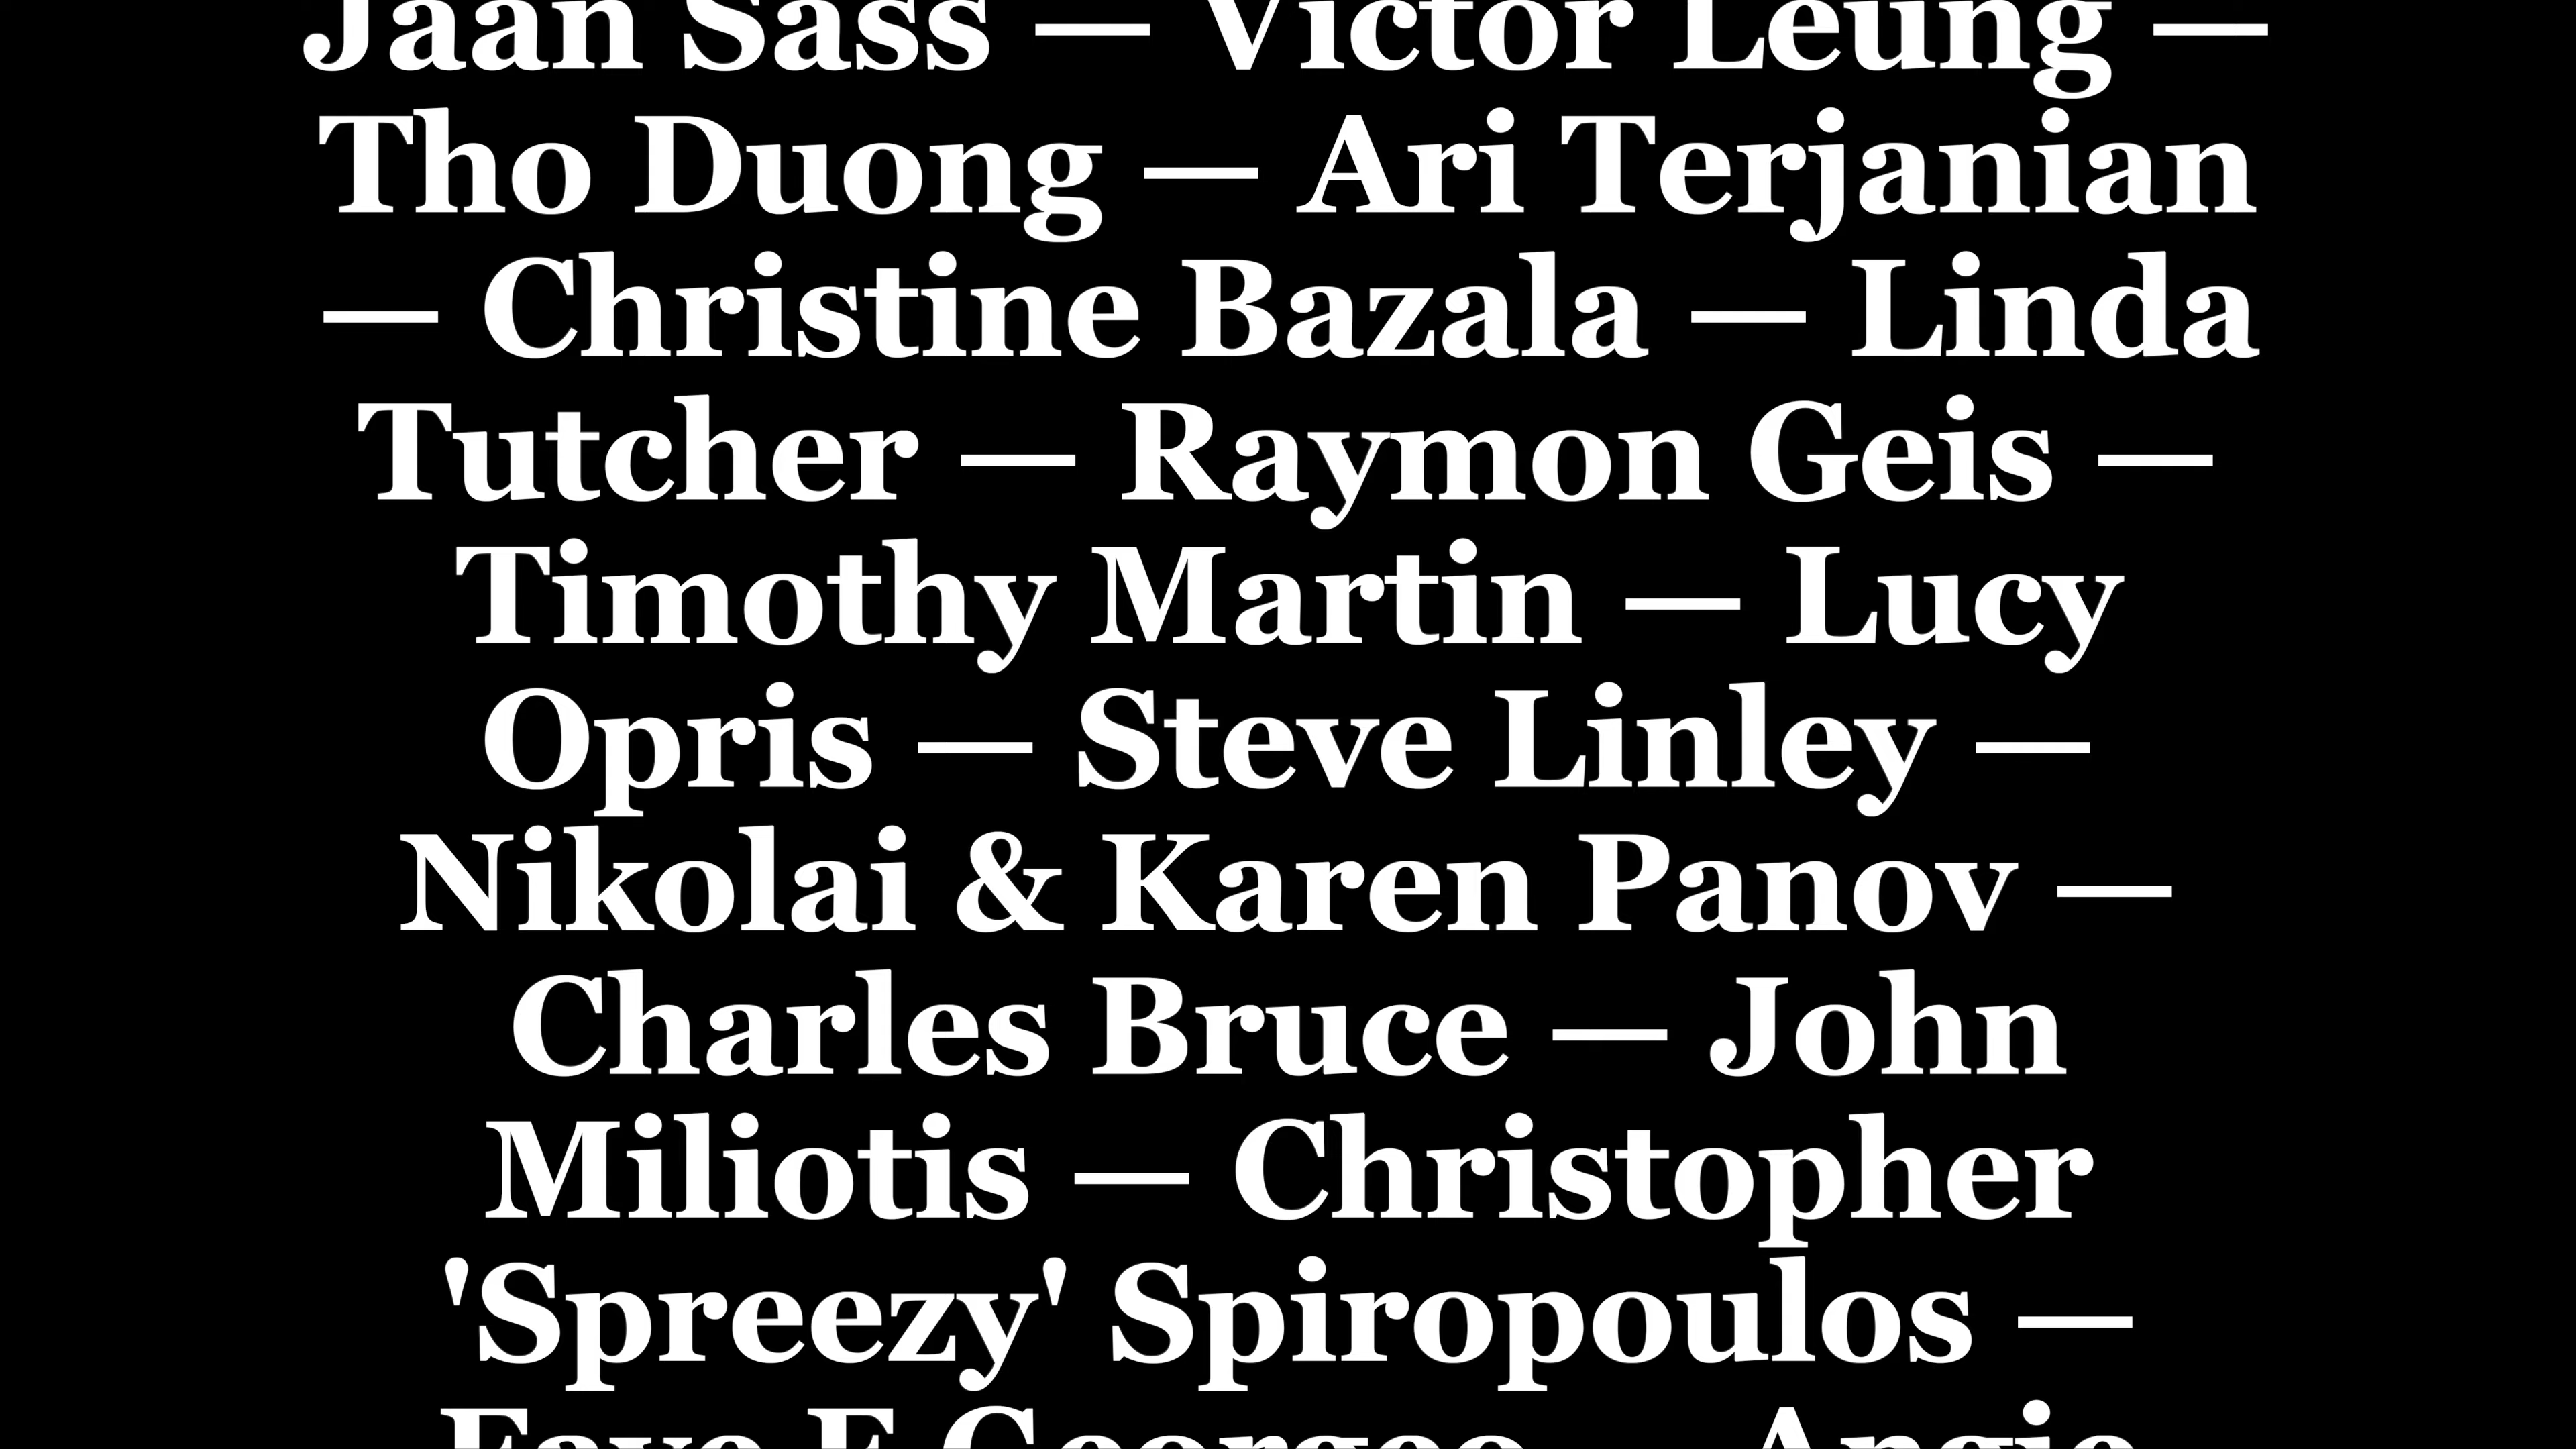 Jaan Sass — Victor Leung —
Tho Duong — Ari Terjanian
— Christine Bazala — Linda
Tutcher — Raymon Geis —
Timothy Martin — Lucy
Opris — Steve Linley —
Nikolai & Karen Panov —
Charles Bruce — John
Miliotis — Christopher
'Spreezy' Spiropoulos —